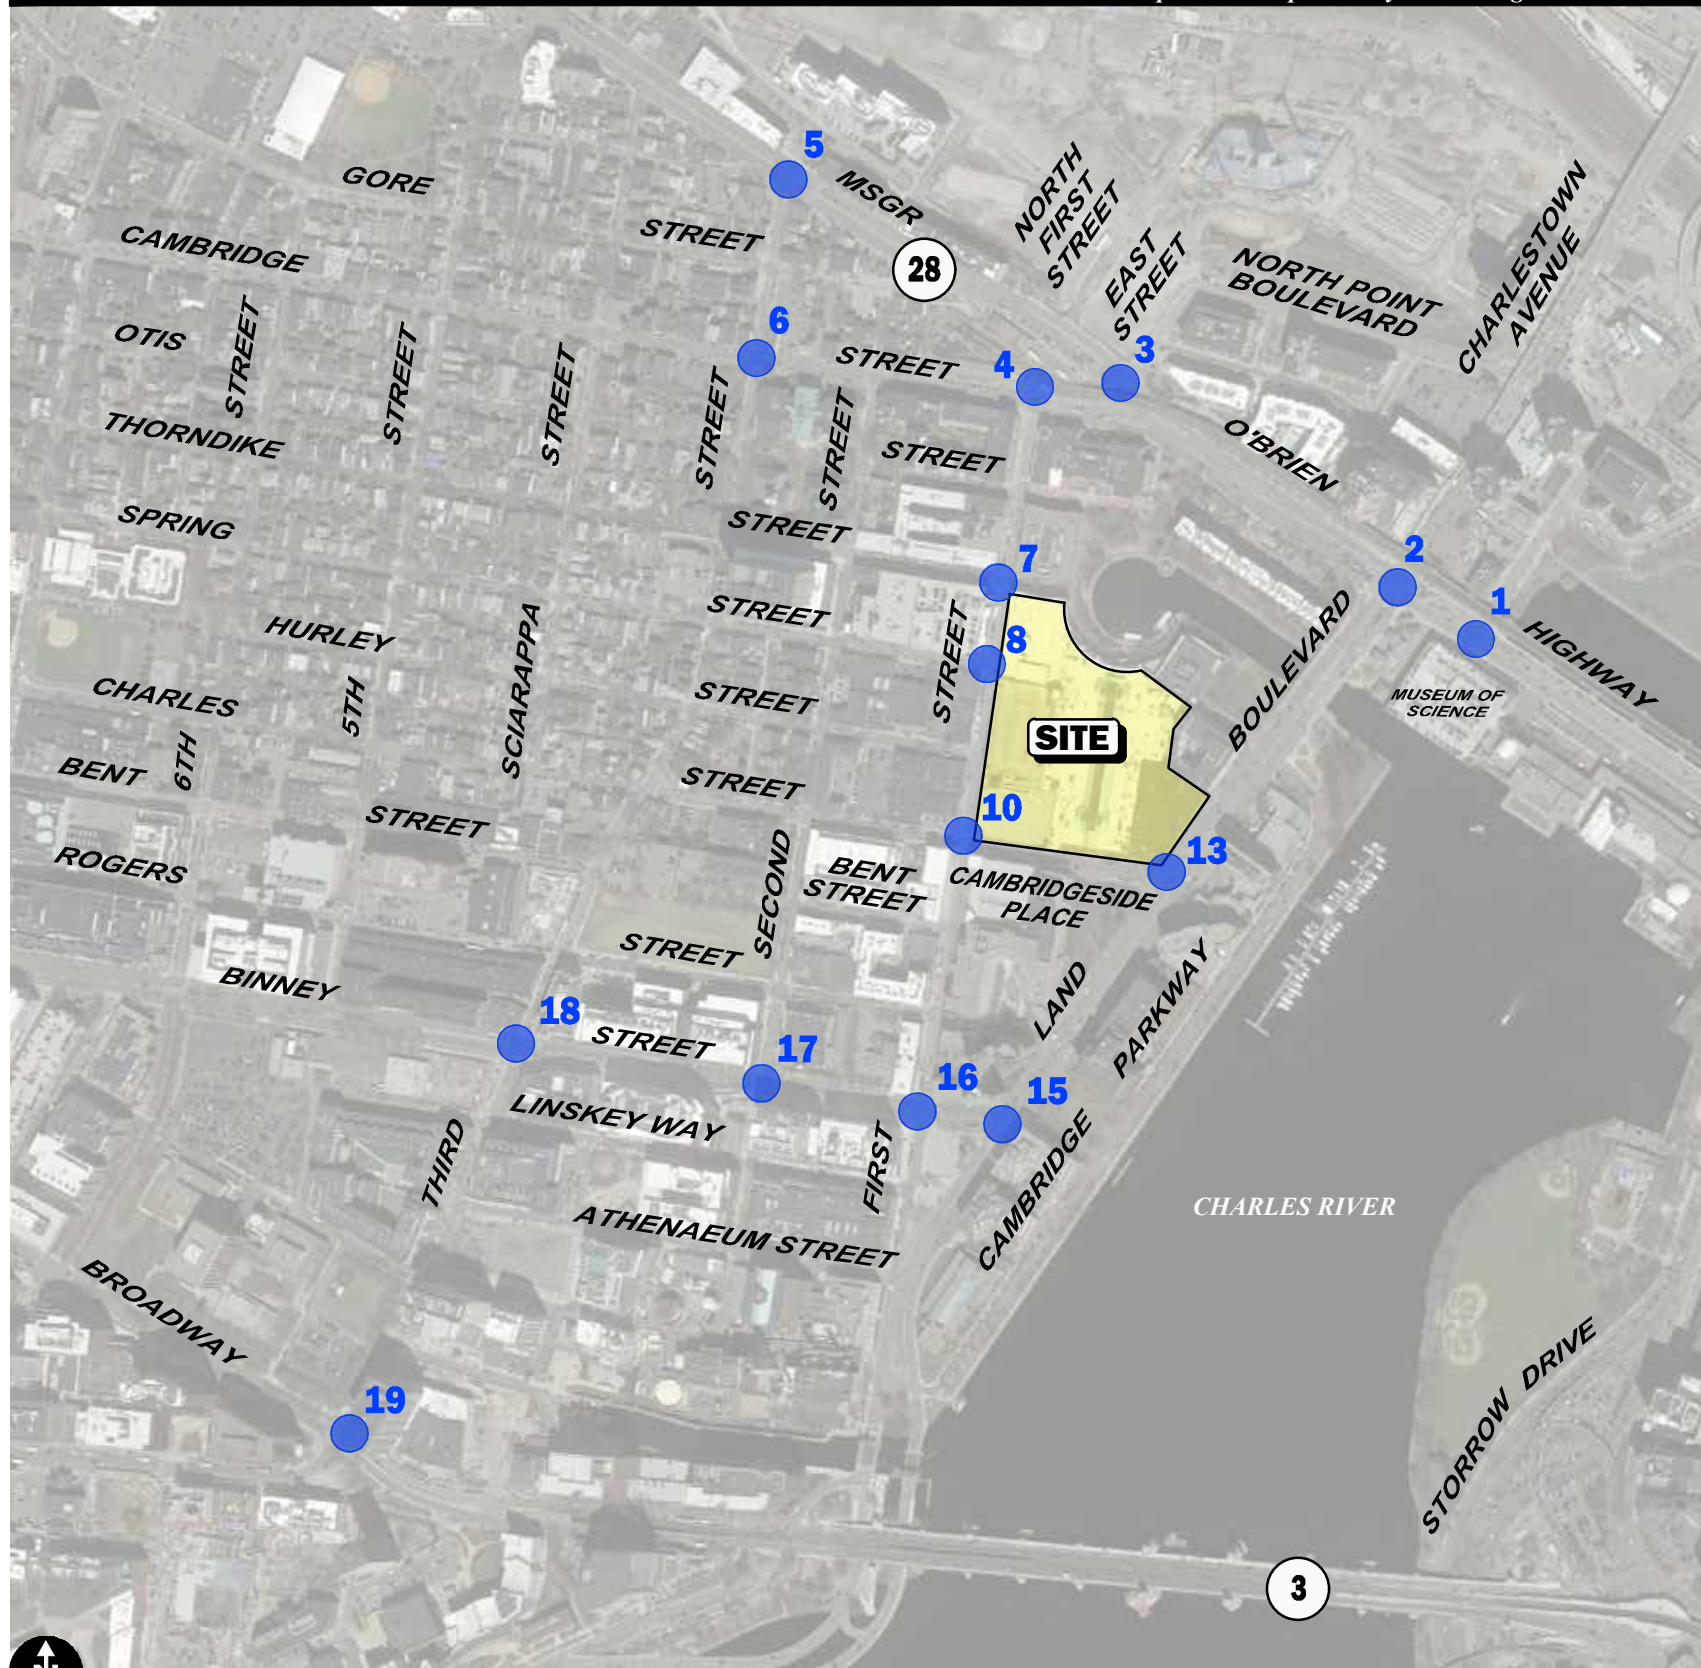 5
GORE
MSGR
NORTH
FIRST
STREET
CHARLESTOWN
AVENUE
STREET
CAMBRIDGE
28
EAST
STREET
NORTH POINT
BOULEVARD
OTIS
STREET
STREET
STREET
6
STREET
STREET
4
3
STREET
THORNDIKE
STREET
O'BRIEN
SPRING
STREET
7
2
HURLEY
STREET
SCIARAPPA
STREET
8
BOULEVARD
1
HIGHWAY
CHARLES
5TH
STREET
MUSEUM OF
SCIENCE
SITE
BENT
6TH
STREET
STREET
10
13
ROGERS
SECOND
BENT
STREET
CAMBRIDGESIDE
PLACE
STREET
BINNEY
LAND
PARKWAY
18
STREET
17
16
15
LINSKEY WAY
THIRD
FIRST
CAMBRIDGE
CHARLES RIVER
ATHENAEUM STREET
BROADWAY
STORROW DRIVE
19
3